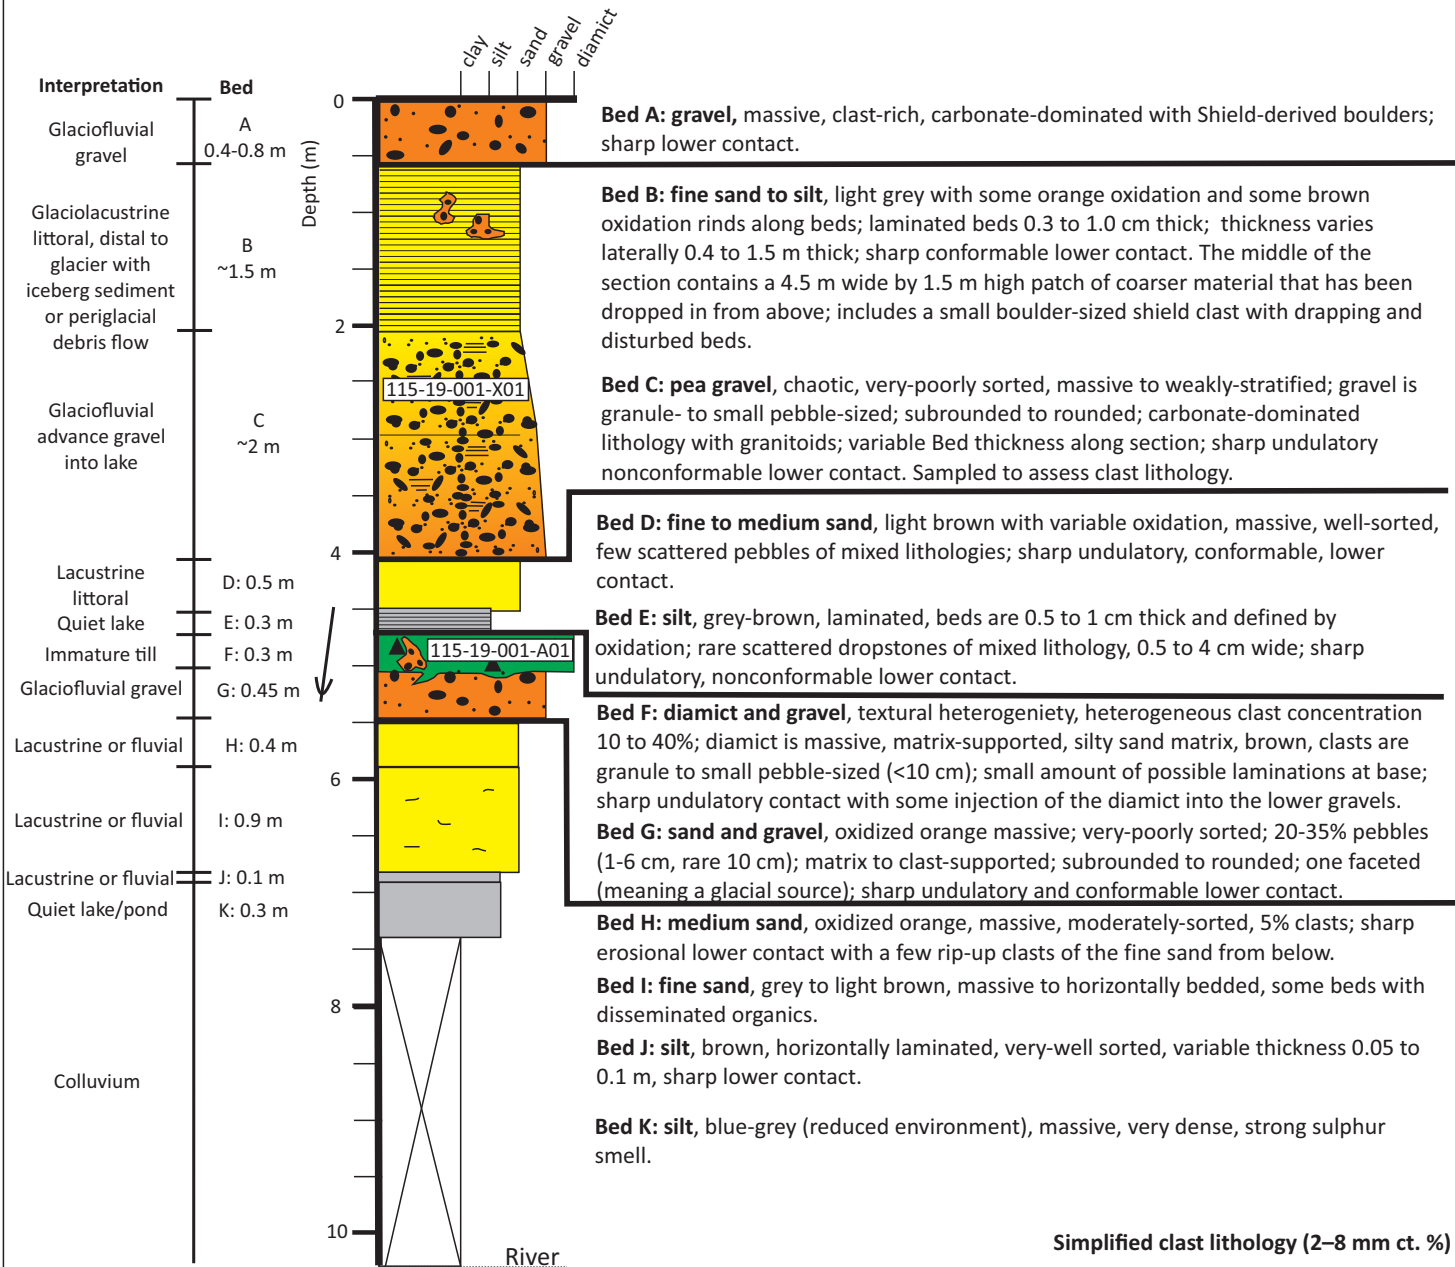 clay
silt
sand
gravel
diamict
Interpretation
Bed
Depth (m)
0
2
4
6
8
10
Glaciofluvial
gravel
A
0.4-0.8 m
Glaciolacustrine
littoral, distal to
glacier with
iceberg sediment
or periglacial
debris flow
B
~1.5 m
Glaciofluvial
advance gravel
into lake
C
~2 m
Lacustrine
littoral
D: 0.5 m
Quiet lake
E: 0.3 m
Immature till
F: 0.3 m
Glaciofluvial gravel
G: 0.45 m
Lacustrine or fluvial
H: 0.4 m
Lacustrine or fluvial
I: 0.9 m
Lacustrine or fluvial
J: 0.1 m
Quiet lake/pond
K: 0.3 m
Colluvium
115-19-001-X01
115-19-001-A01
River
Bed A: gravel, massive, clast-rich, carbonate-dominated with Shield-derived boulders;
sharp lower contact.
Bed B: fine sand to silt, light grey with some orange oxidation and some brown
oxidation rinds along beds; laminated beds 0.3 to 1.0 cm thick; thickness varies
laterally 0.4 to 1.5 m thick; sharp conformable lower contact. The middle of the
section contains a 4.5 m wide by 1.5 m high patch of coarser material that has been
dropped in from above; includes a small boulder-sized shield clast with drapping and
disturbed beds.
Bed C: pea gravel, chaotic, very-poorly sorted, massive to weakly-stratified; gravel is
granule- to small pebble-sized; subrounded to rounded; carbonate-dominated
lithology with granitoids; variable Bed thickness along section; sharp undulatory
nonconformable lower contact. Sampled to assess clast lithology.
Bed D: fine to medium sand, light brown with variable oxidation, massive, well-sorted,
few scattered pebbles of mixed lithologies; sharp undulatory, conformable, lower
contact.
Bed E: silt, grey-brown, laminated, beds are 0.5 to 1 cm thick and defined by
oxidation; rare scattered dropstones of mixed lithology, 0.5 to 4 cm wide; sharp
undulatory, nonconformable lower contact.
Bed F: diamict and gravel, textural heterogeniety, heterogeneous clast concentration
10 to 40%; diamict is massive, matrix-supported, silty sand matrix, brown, clasts are
granule to small pebble-sized (<10 cm); small amount of possible laminations at base;
sharp undulatory contact with some injection of the diamict into the lower gravels.
Bed G: sand and gravel, oxidized orange massive; very-poorly sorted; 20-35% pebbles
(1-6 cm, rare 10 cm); matrix to clast-supported; subrounded to rounded; one faceted
(meaning a glacial source); sharp undulatory and conformable lower contact.
Bed H: medium sand, oxidized orange, massive, moderately-sorted, 5% clasts; sharp
erosional lower contact with a few rip-up clasts of the fine sand from below.
Bed I: fine sand, grey to light brown, massive to horizontally bedded, some beds with
disseminated organics.
Bed J: silt, brown, horizontally laminated, very-well sorted, variable thickness 0.05 to
0.1 m, sharp lower contact.
Bed K: silt, blue-grey (reduced environment), massive, very dense, strong sulphur
smell.
Simplified clast lithology (2–8 mm ct. %)